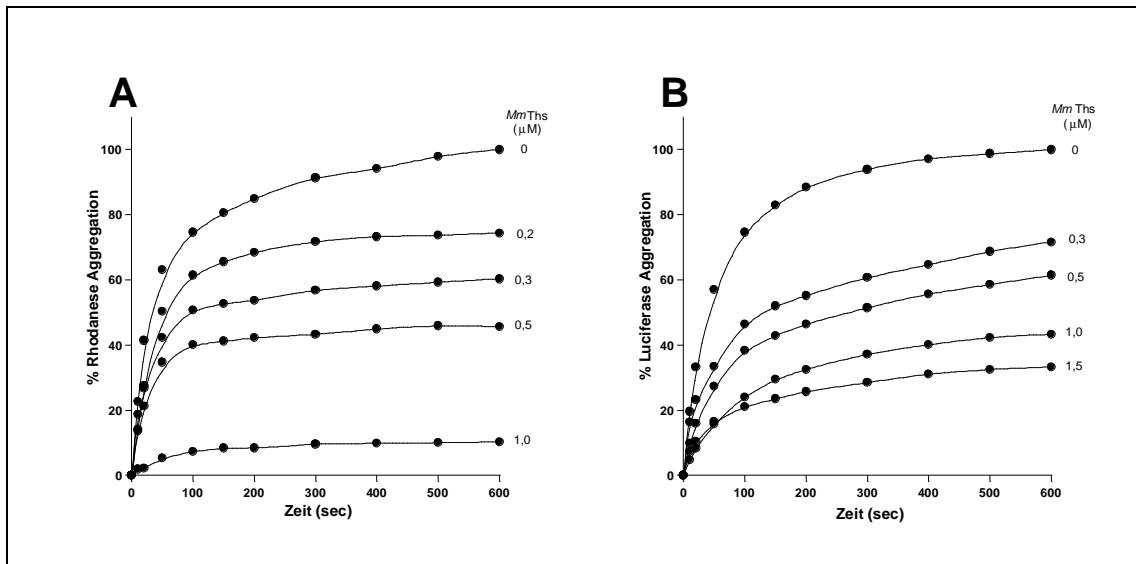 A
MmThs
(µM)
0
0,2
0,3
0,5
1,0
100
80
60
40
20
0
% Rhodanese Aggregation
0 100 200 300 400 500 600
Zeit (sec)
B
MmThs
(µM)
0
0,3
0,5
1,0
1,5
100
80
60
40
20
0
% Luciferase Aggregation
0 100 200 300 400 500 600
Zeit (sec)